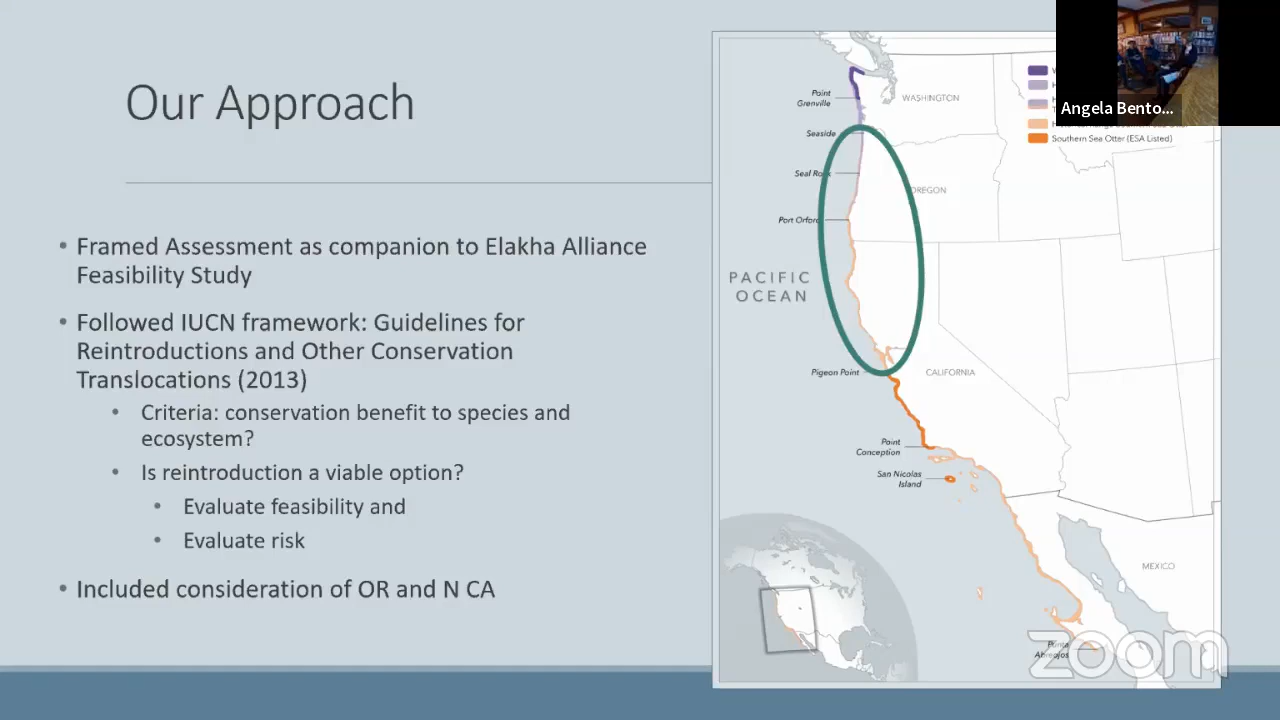 Our Approach
• Framed Assessment as companion to Elakha Alliance
Feasibility Study
• Followed IUCN framework: Guidelines for
Reintroductions and Other Conservation
Translocations (2013)
• Criteria: conservation benefit to species and
ecosystem?
• Is reintroduction a viable option?
• Evaluate feasibility and
• Evaluate risk
• Included consideration of OR and N CA
Angela Bento...
Southern Sea Otter (ESA Listed)
Point
Grenville
WASHINGTON
Seaside
Seal Rock
OREGON
Port Orford
PACIFIC
OCEAN
Pigeon Point
CALIFORNIA
Point
Conception
San Nicolas
Island
MEXICO
Punta
Abreojos
zoom